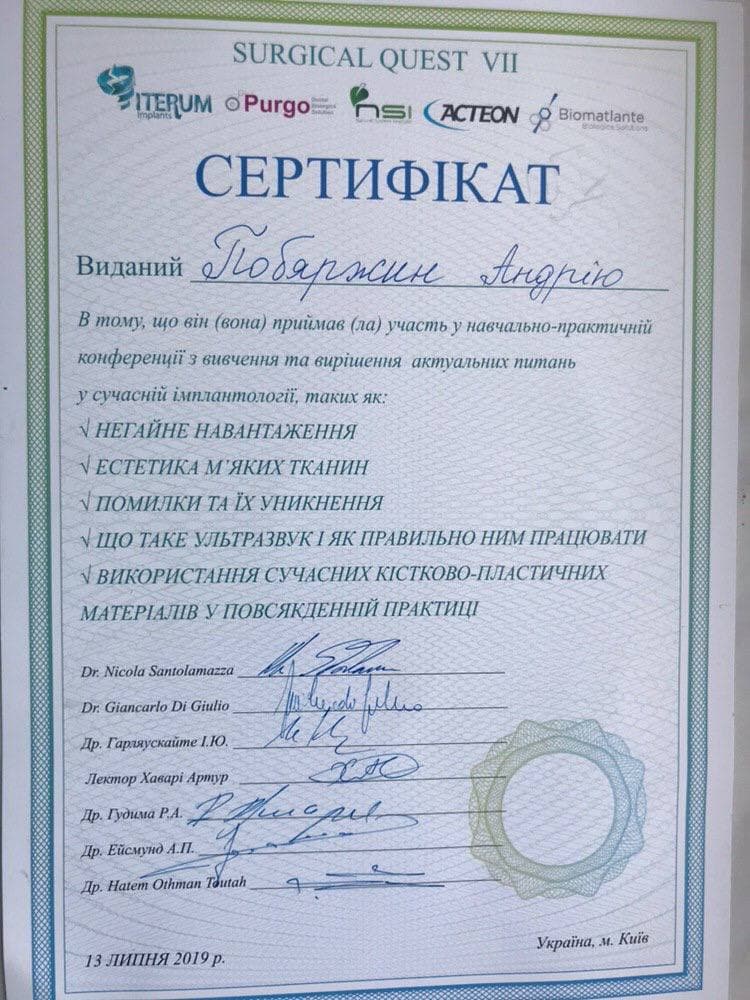 SURGICAL QUEST VII
ITERUM Implants Purgo NSI ACTEON Biomatlante
СЕРТИФІКАТ
Виданий Побяржин Андрію
В тому, що він (вона) приймав (ла) участь у навчально-практичній
конференції з вивчення та вирішення актуальних питань
у сучасній імплантології, таких як:
√ НЕГАЙНЕ НАВАНТАЖЕННЯ
√ ЕСТЕТИКА М'ЯКИХ ТКАНИН
√ ПОМИЛКИ ТА ЇХ УНИКНЕННЯ
√ ЩО ТАКЕ УЛЬТРАЗВУК І ЯК ПРАВИЛЬНО НИМ ПРАЦЮВАТИ
√ ВИКОРИСТАННЯ СУЧАСНИХ КІСТКОВО-ПЛАСТИЧНИХ
МАТЕРІАЛІВ У ПОВСЯКДЕННІЙ ПРАКТИЦІ
Dr. Nicola Santolamazza
Dr. Giancarlo Di Giulio
Др. Гарляускайте І.Ю.
Лектор Хаварі Артур
Др. Гудима Р.А.
Др. Ейсмунд А.П.
Др. Hatem Othman Toutah
13 ЛИПНЯ 2019 р.
Україна, м. Київ